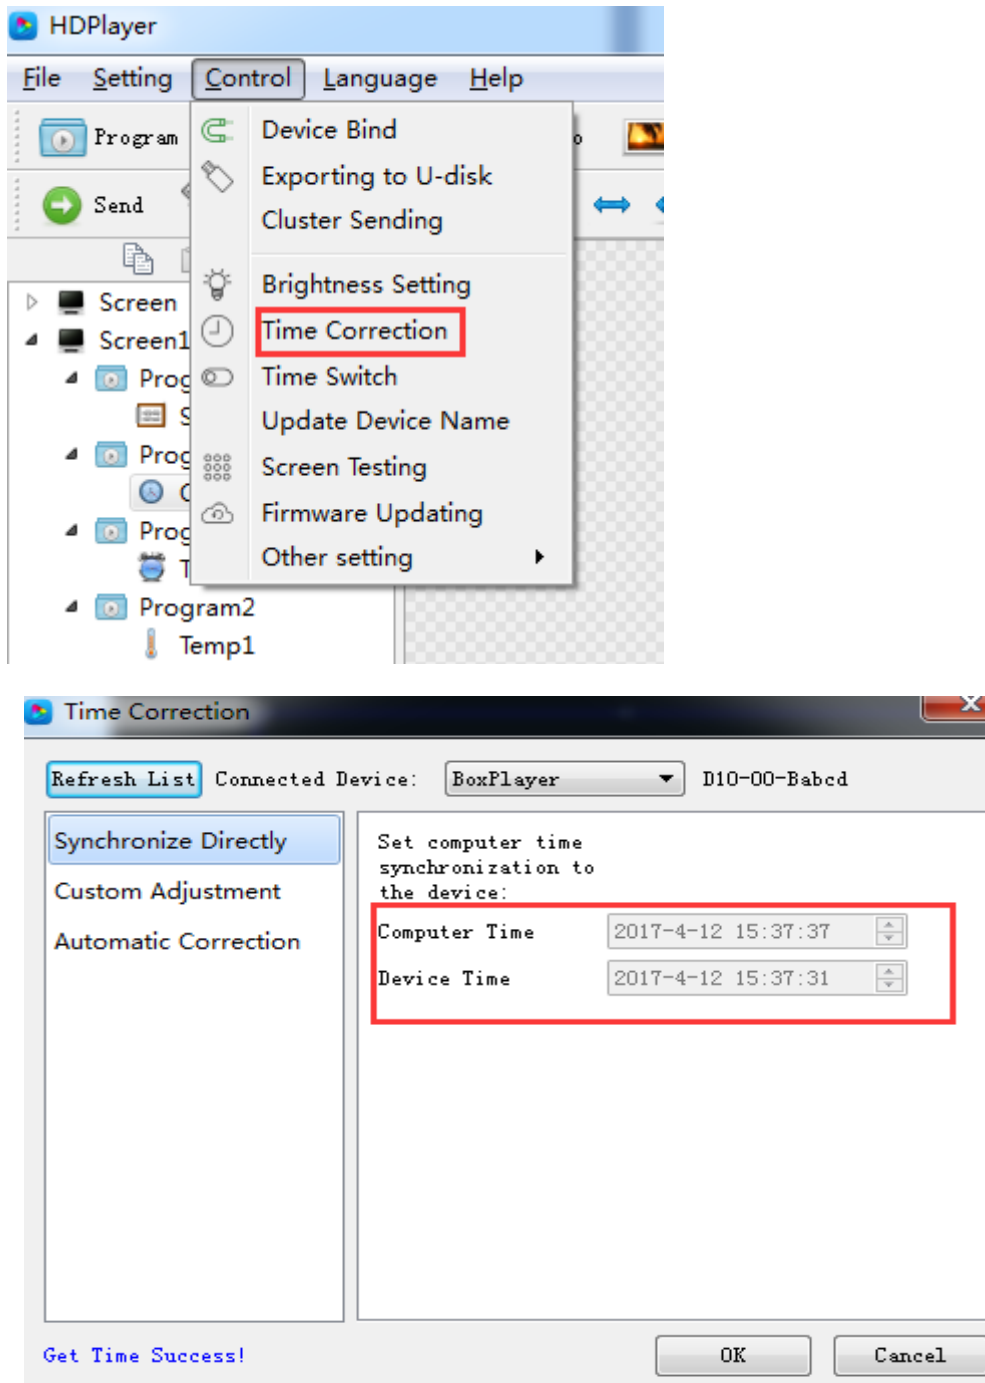 HDPlayer
File Setting Control Language Help
Program
Device Bind
Exporting to U-disk
Send
Cluster Sending
Brightness Setting
Screen
Time Correction
Screen1
Time Switch
Update Device Name
Screen Testing
Firmware Updating
Other setting
Program2
Temp1
Time Correction
Refresh List Connected Device: BoxPlayer D10-00-Babcd
Synchronize Directly
Custom Adjustment
Automatic Correction
Set computer time
synchronization to
the device:
Computer Time 2017-4-12 15:37:37
Device Time 2017-4-12 15:37:31
Get Time Success!
OK Cancel